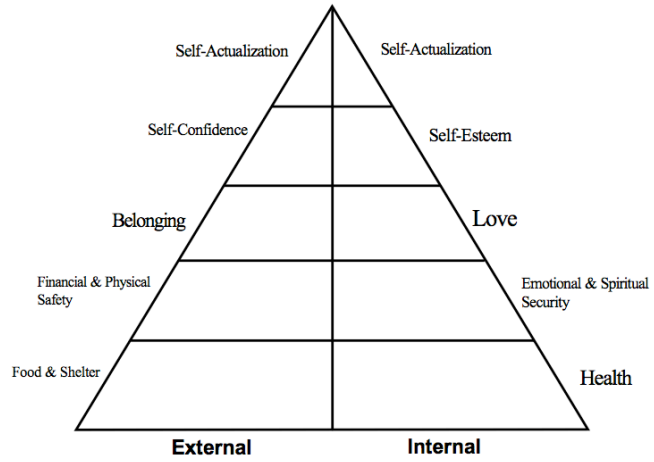 Self-Actualization
Self-Actualization
Self-Confidence
Self-Esteem
Belonging
Love
Financial & Physical
Safety
Emotional & Spiritual
Security
Food & Shelter
Health
External
Internal